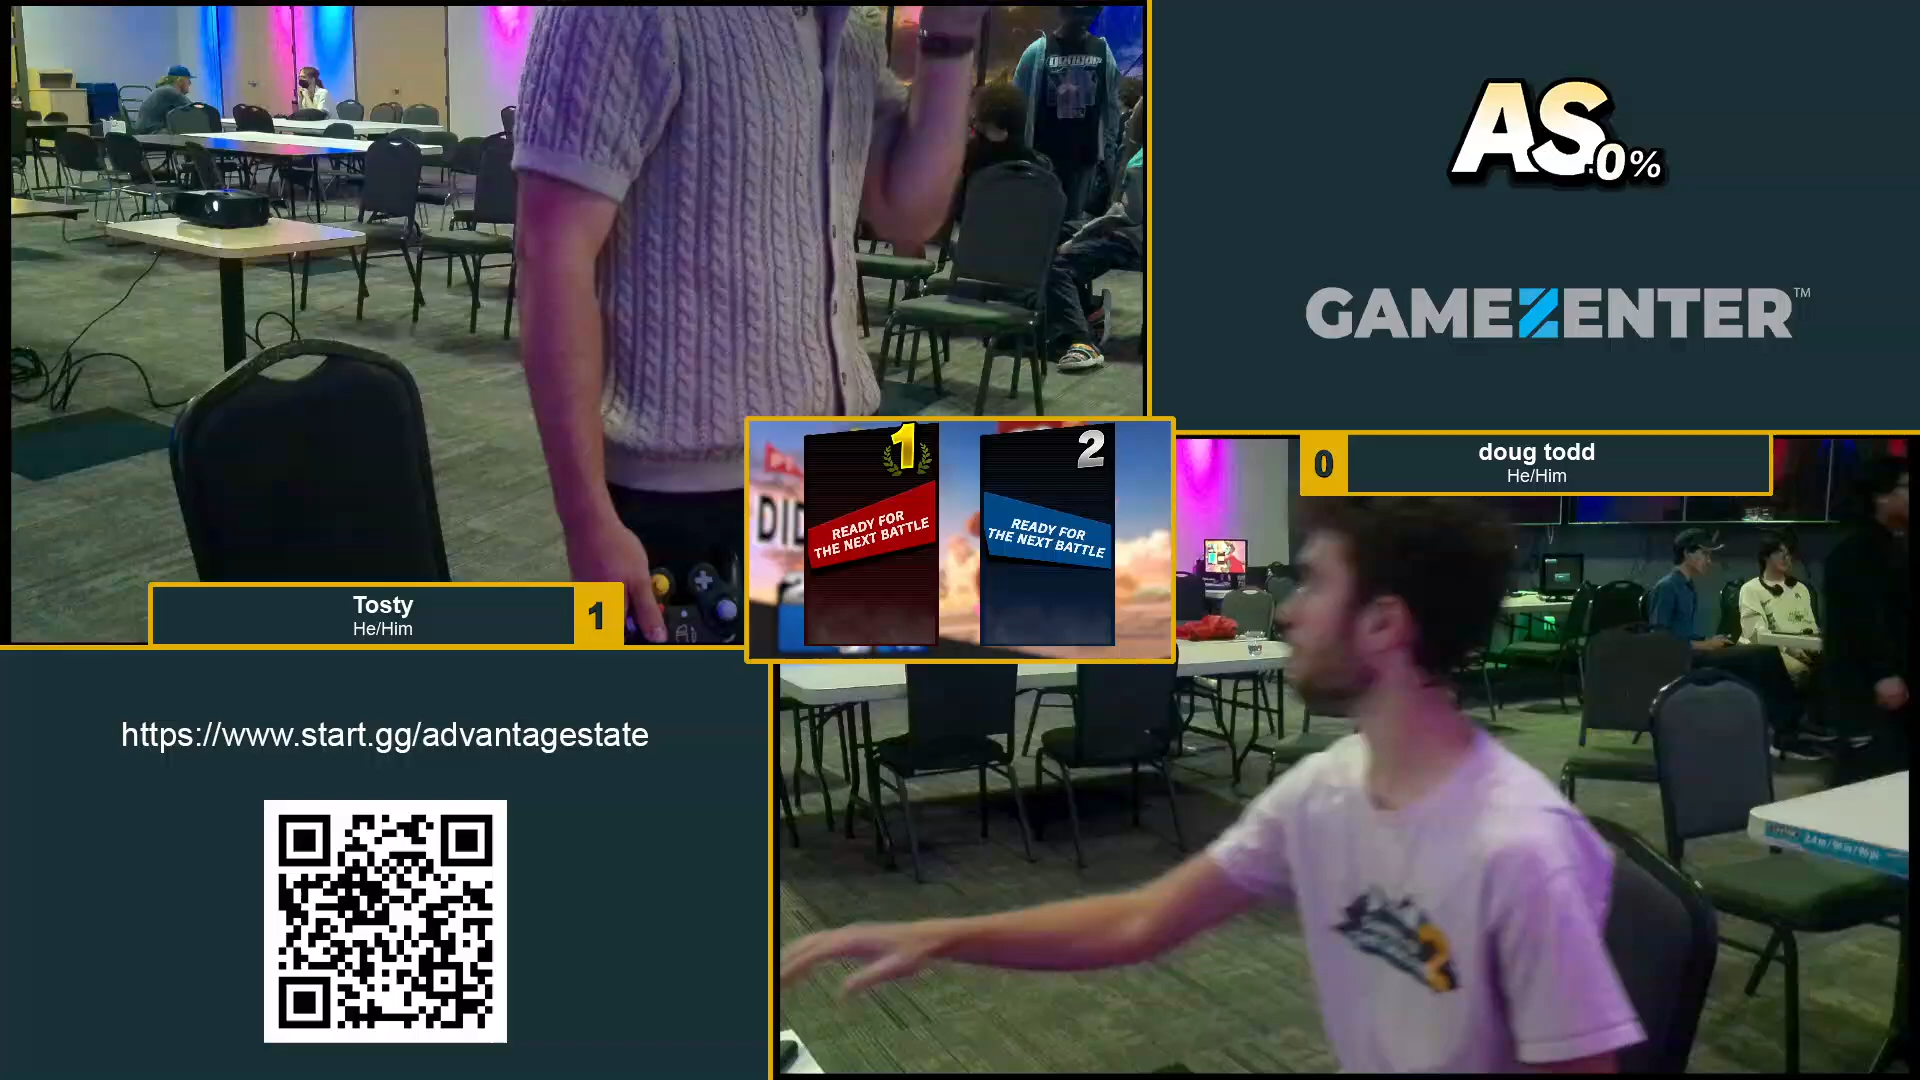 AS.0%
GAMEZENTER™
1
READY FOR
THE NEXT BATTLE
2
READY FOR
THE NEXT BATTLE
DID
0
doug todd
He/Him
Tosty
He/Him
1
https://www.start.gg/advantagestate